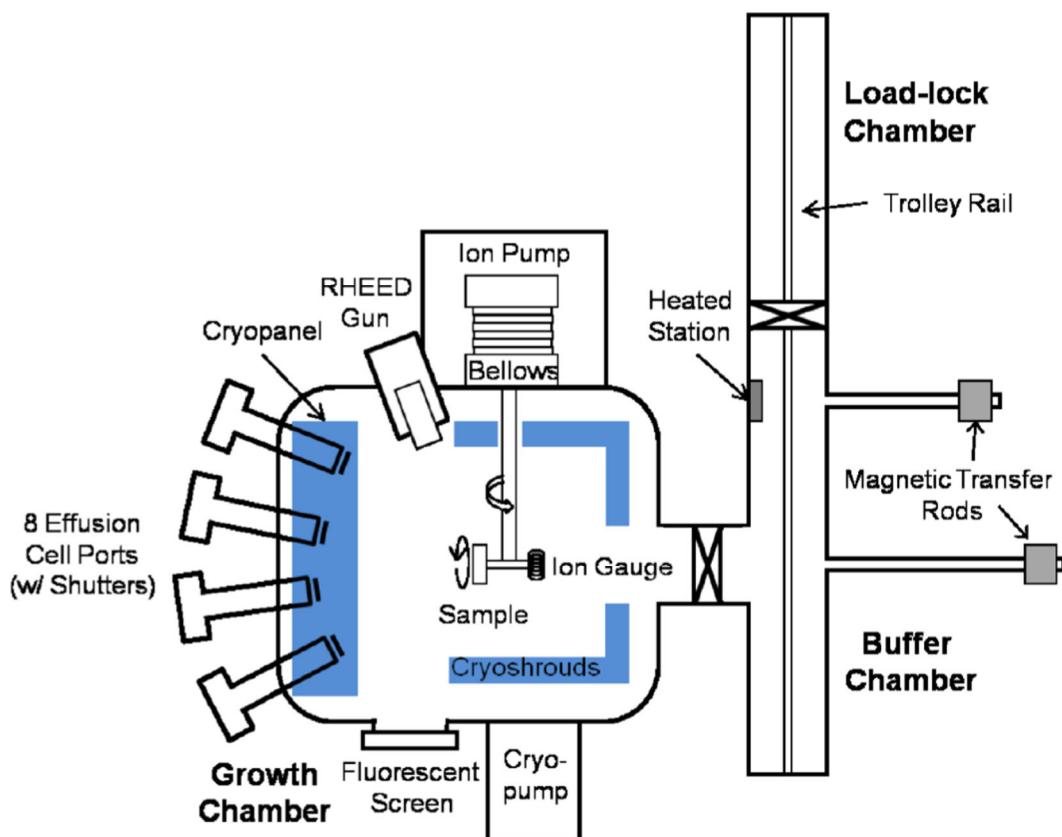 Load-lock
Chamber
Trolley Rail
Ion Pump
RHEED
Gun
Heated
Station
Cryopanel
Bellows
Magnetic Transfer
Rods
8 Effusion
Cell Ports
(w/ Shutters)
Ion Gauge
Sample
Cryoshrouds
Buffer
Chamber
Growth
Chamber
Fluorescent
Screen
Cryo-
pump